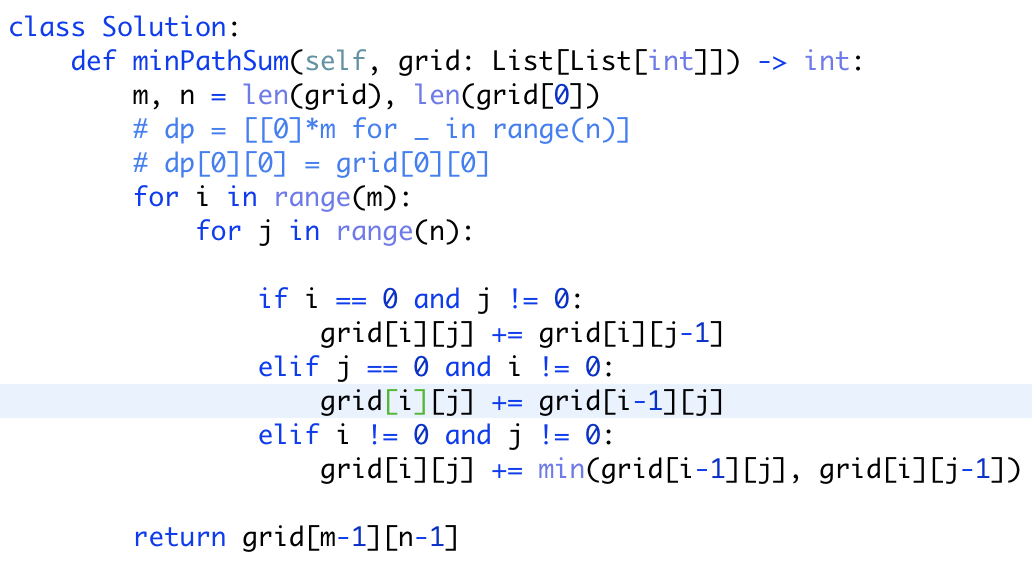 class Solution:
    def minPathSum(self, grid: List[List[int]]) -> int:
        m, n = len(grid), len(grid[0])
        # dp = [[0]*m for _ in range(n)]
        # dp[0][0] = grid[0][0]
        for i in range(m):
            for j in range(n):
                if i == 0 and j != 0:
                    grid[i][j] += grid[i][j-1]
                elif j == 0 and i != 0:
                    grid[i][j] += grid[i-1][j]
                elif i != 0 and j != 0:
                    grid[i][j] += min(grid[i-1][j], grid[i][j-1])
        return grid[m-1][n-1]